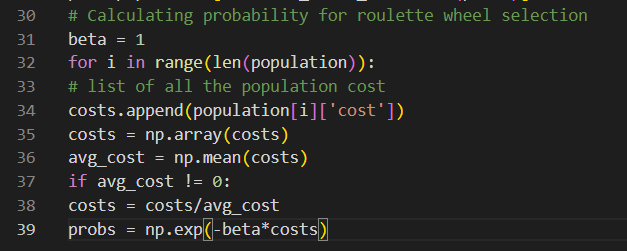 30 # Calculating probability for roulette wheel selection
31 beta = 1
32 for i in range(len(population)):
33 # list of all the population cost
34 costs.append(population[i]['cost'])
35 costs = np.array(costs)
36 avg_cost = np.mean(costs)
37 if avg_cost != 0:
38 costs = costs/avg_cost
39 probs = np.exp(-beta*costs)